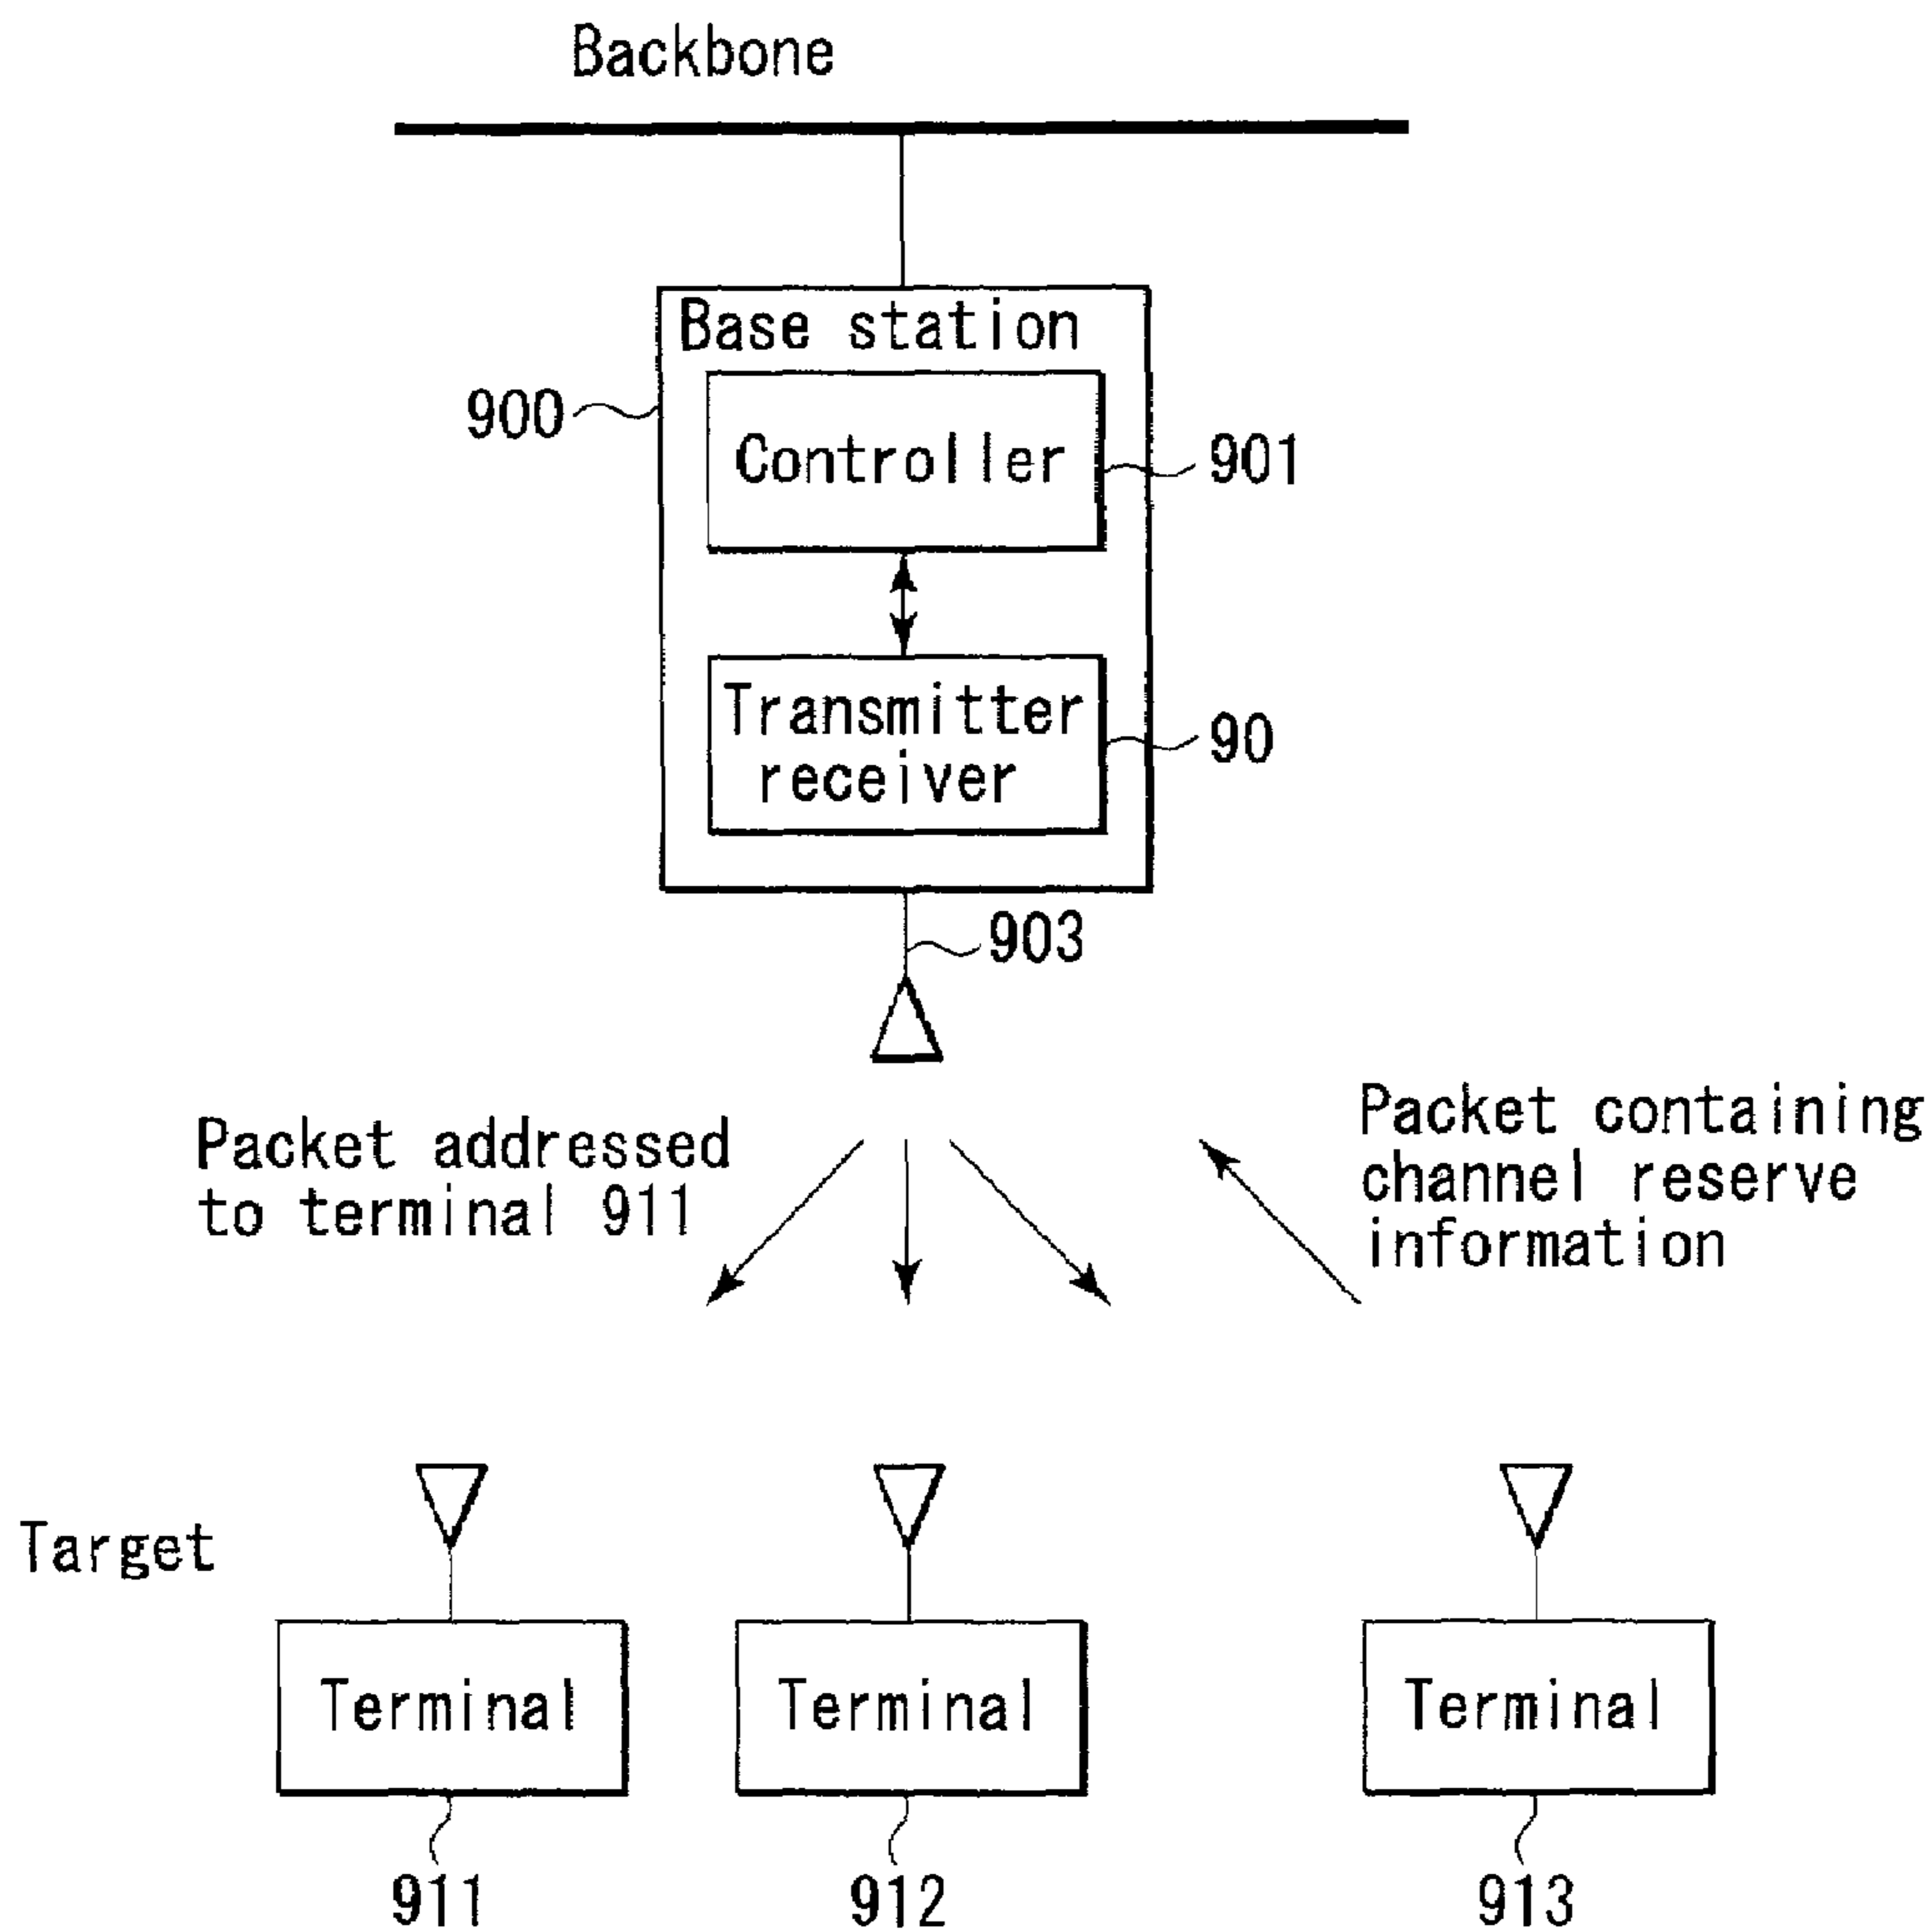 Backbone
Base station
900
Controller
901
Transmitter
receiver
90
903
Packet addressed
to terminal 911
Packet containing
channel reserve
information
Target
Terminal
Terminal
Terminal
911
912
913